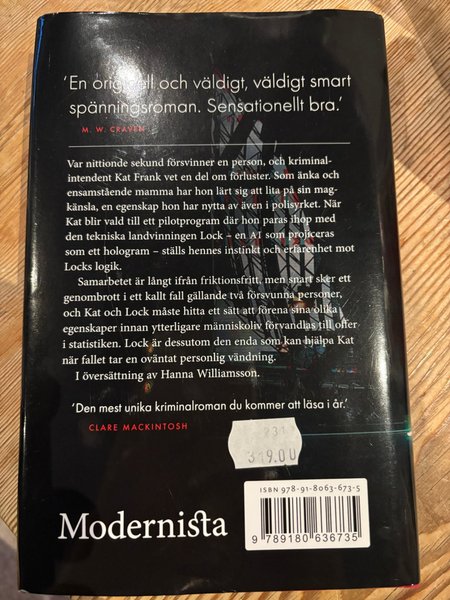 'En originell och väldigt, väldigt smart
spänningsroman. Sensationellt bra.'
M. W. CRAVEN
Var nittionde sekund försvinner en person, och kriminal-
intendent Kat Frank vet en del om förluster. Som änka och
ensamstående mamma har hon lärt sig att lita på sin mag-
känsla, en egenskap hon har nytta av även i polisyrket. När
Kat blir vald till ett pilotprogram där hon paras ihop med
den tekniska landvinningen Lock – en AI som projiceras
som ett hologram – ställs hennes instinkt och erfarenhet mot
Locks logik.
Samarbetet är långt ifrån friktionsfritt, men snart sker ett
genombrott i ett kallt fall gällande två försvunna personer,
och Kat och Lock måste hitta ett sätt att förena sina olika
egenskaper innan ytterligare människoliv förvandlas till offer
i statistiken. Lock är dessutom den enda som kan hjälpa Kat
när fallet tar en oväntat personlig vändning.
I översättning av Hanna Williamsson.
'Den mest unika kriminalroman du kommer att läsa i år.'
CLARE MACKINTOSH
231
319.00
ISBN 978-91-8063-673-5
9 789180 636735
Modernista